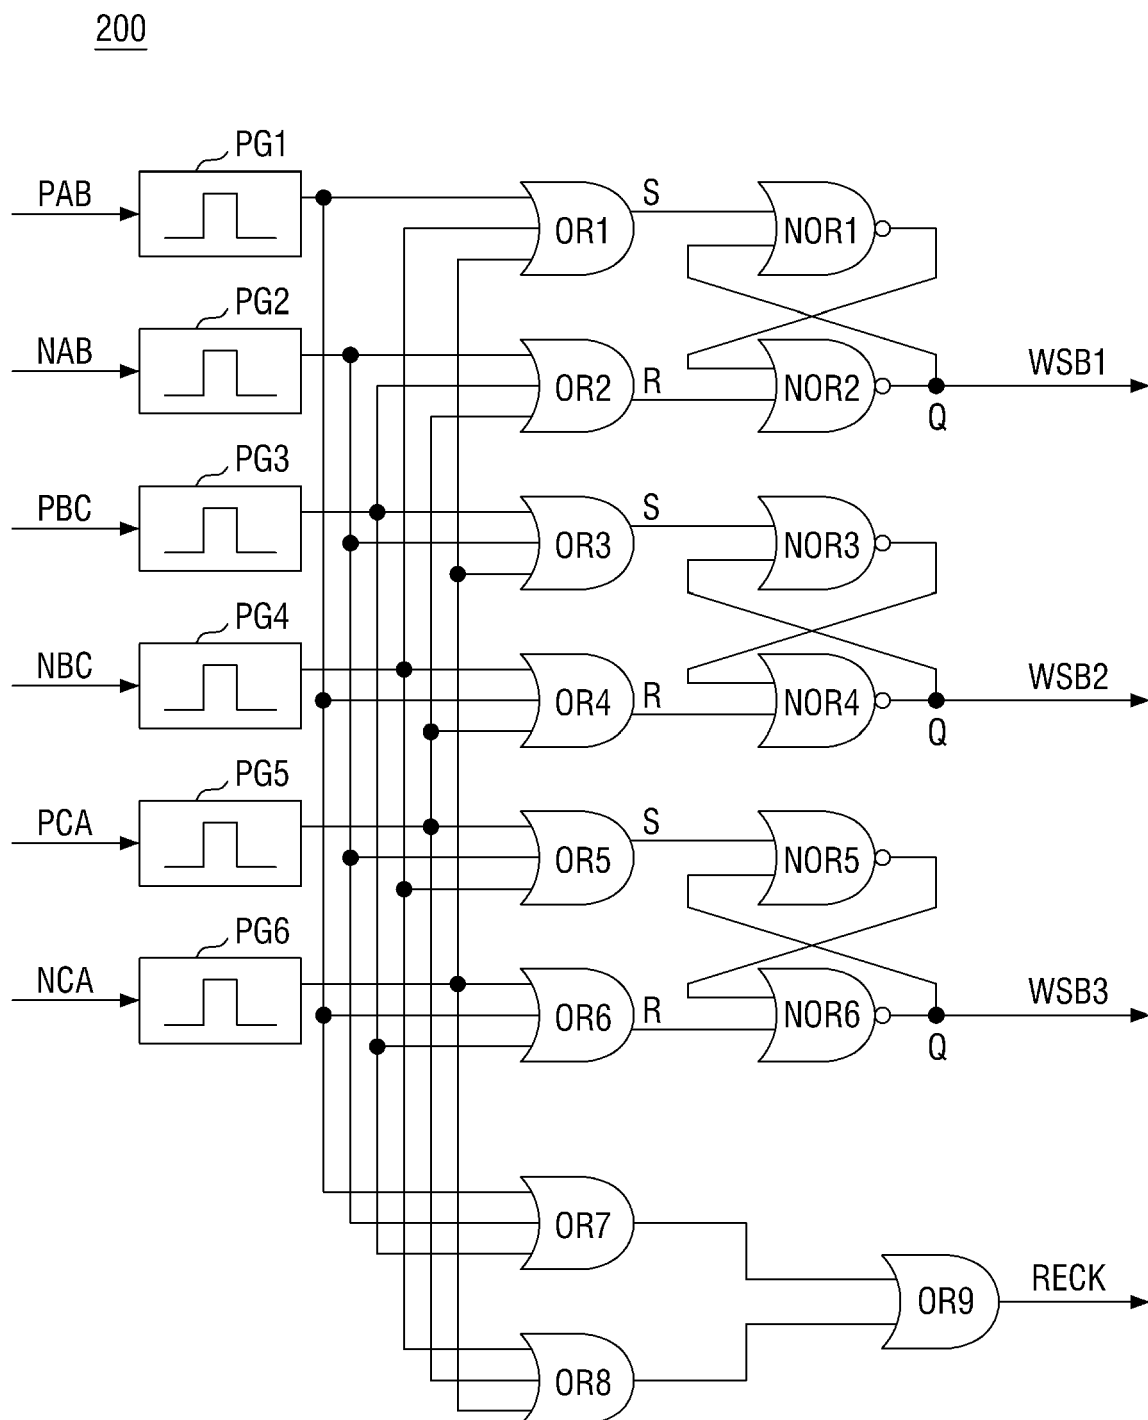 200
PG1
PAB
OR1
S
NOR1
PG2
NAB
OR2
R
NOR2
WSB1
Q
PG3
PBC
OR3
S
NOR3
PG4
NBC
OR4
R
NOR4
WSB2
Q
PG5
PCA
OR5
S
NOR5
PG6
NCA
OR6
R
NOR6
WSB3
Q
OR7
OR9
RECK
OR8